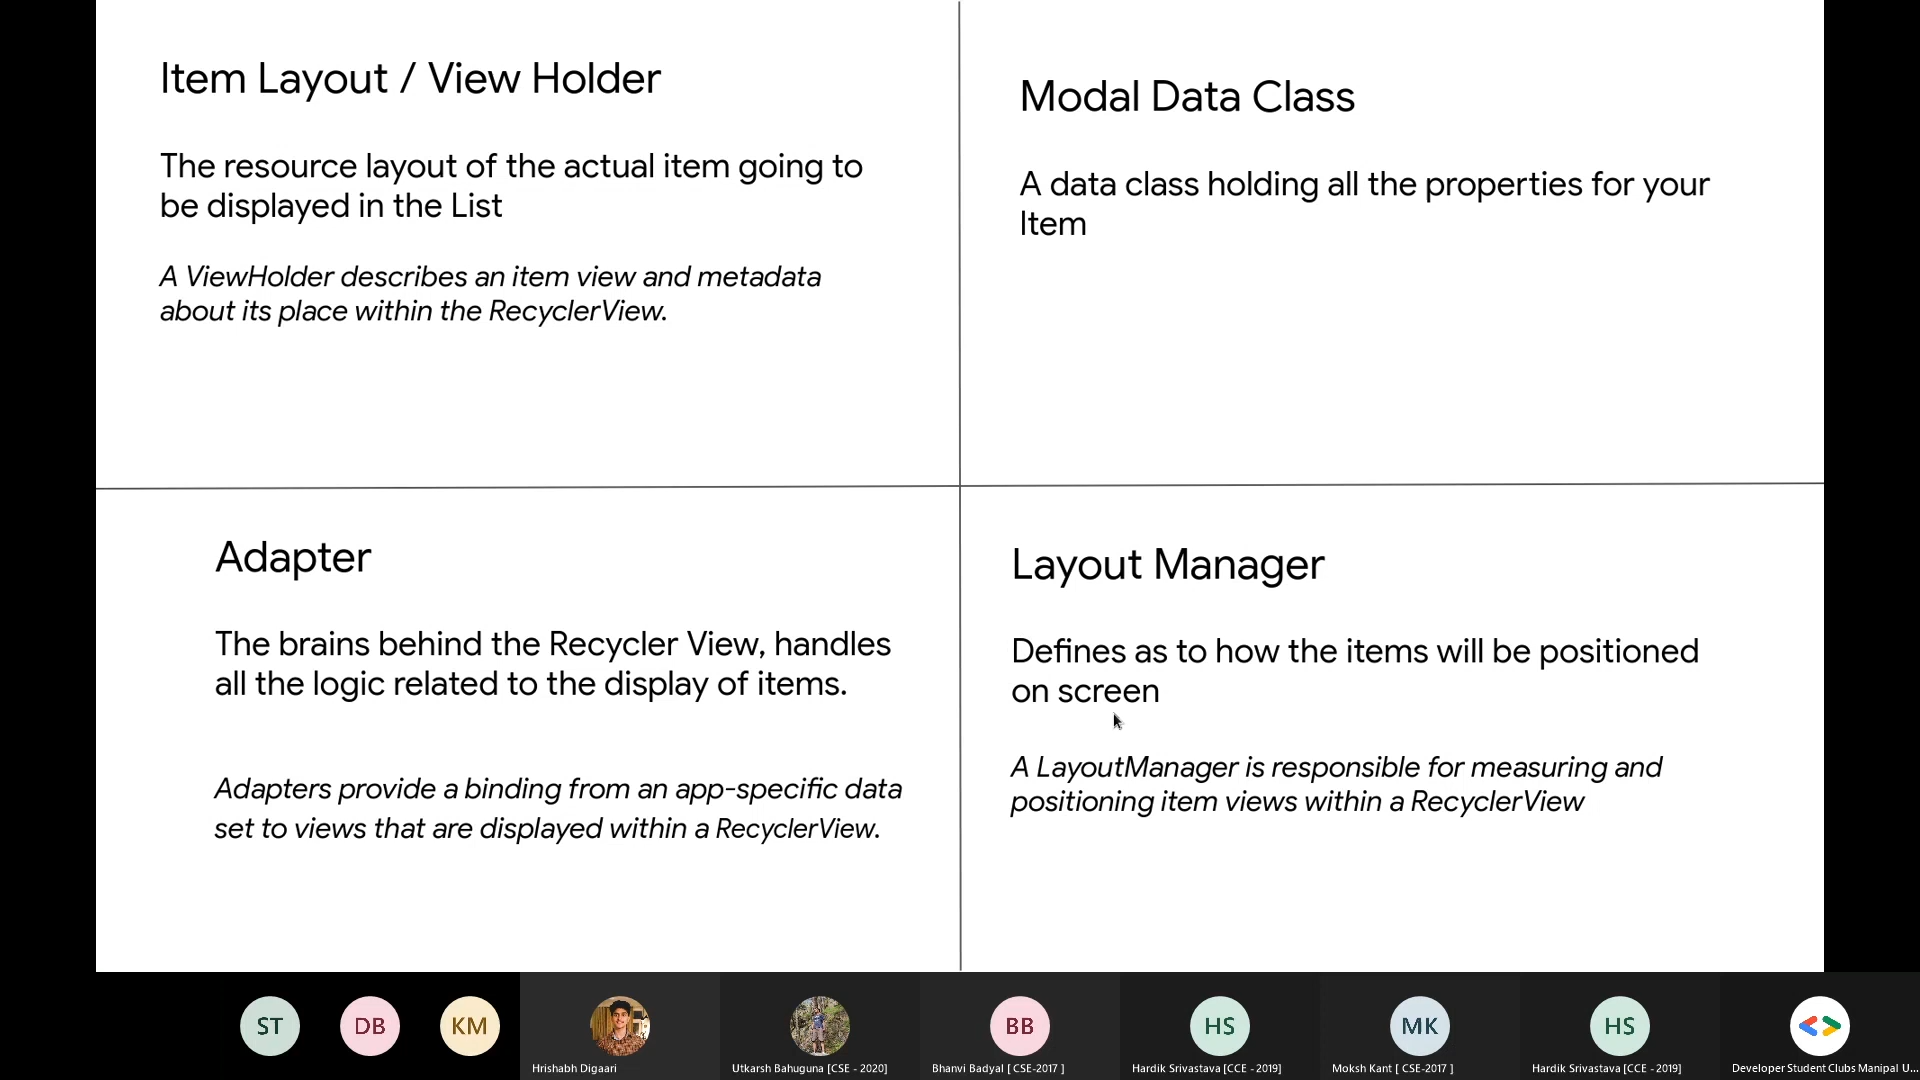 Item Layout / View Holder
The resource layout of the actual item going to
be displayed in the List
A ViewHolder describes an item view and metadata
about its place within the RecyclerView.
Modal Data Class
A data class holding all the properties for your
Item
Adapter
The brains behind the Recycler View, handles
all the logic related to the display of items.
Adapters provide a binding from an app-specific data
set to views that are displayed within a RecyclerView.
Layout Manager
Defines as to how the items will be positioned
on screen
A LayoutManager is responsible for measuring and
positioning item views within a RecyclerView
ST
DB
KM
Hrishabh Digaari
Utkarsh Bahuguna [CSE - 2020]
BB
Bhanvi Badyal [ CSE-2017 ]
HS
Hardik Srivastava [CCE - 2019]
MK
Moksh Kant [ CSE-2017 ]
HS
Hardik Srivastava [CCE - 2019]
Developer Student Clubs Manipal U...